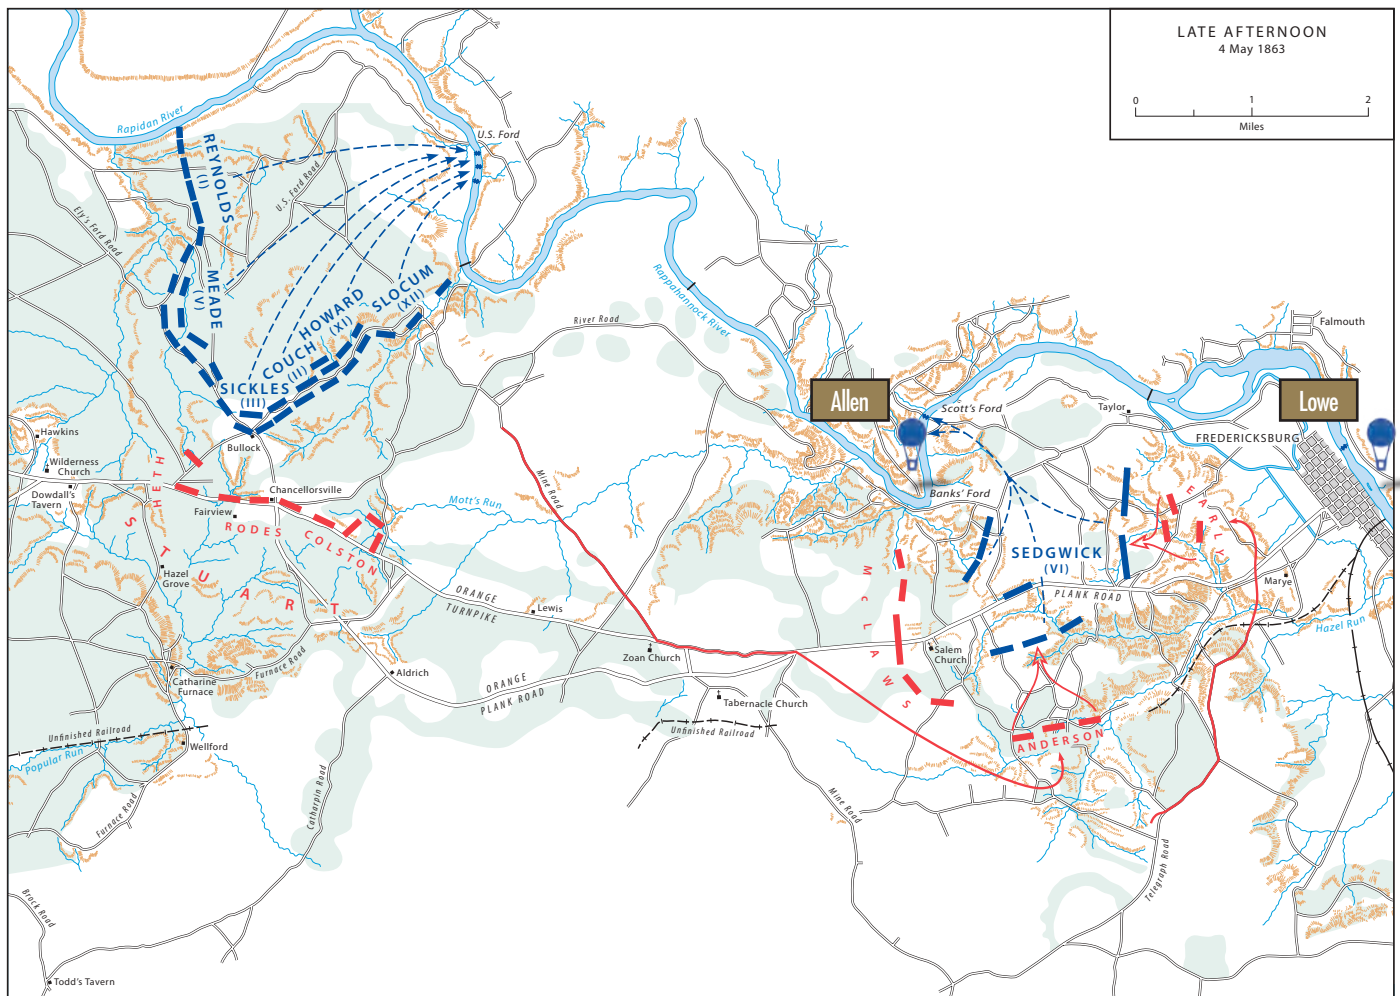 LATE AFTERNOON
4 May 1863
0
1
2
Miles
Rapidan River
U.S. Ford
REYNOLDS
(I)
U.S. Ford Road
Ely's Ford Road
MEADE
(V)
SLOCUM
(XII)
HOWARD
(XI)
COUCH
(II)
SICKLES
(III)
Rappahannock River
River Road
Falmouth
Allen
Lowe
Scott's Ford
Taylor
FREDERICKSBURG
Hawkins
Bullock
Wilderness
Church
HETH
Dowdall's
Tavern
Chancellorsville
Fairview
RODES
COLSTON
Mott's Run
Mine Road
Banks' Ford
EARLY
STUART
Hazel
Grove
SEDGWICK
(VI)
McLAWS
Marye
PLANK ROAD
ORANGE
TURNPIKE
Lewis
Hazel Run
Zoan Church
Salem
Church
Furnace Road
Catharine
Furnace
Aldrich
ORANGE
PLANK ROAD
Tabernacle Church
Unfinished Railroad
Unfinished Railroad
Popular Run
Wellford
ANDERSON
Furnace Road
Catharpin Road
Mine Road
Telegraph Road
Brock Road
Todd's Tavern